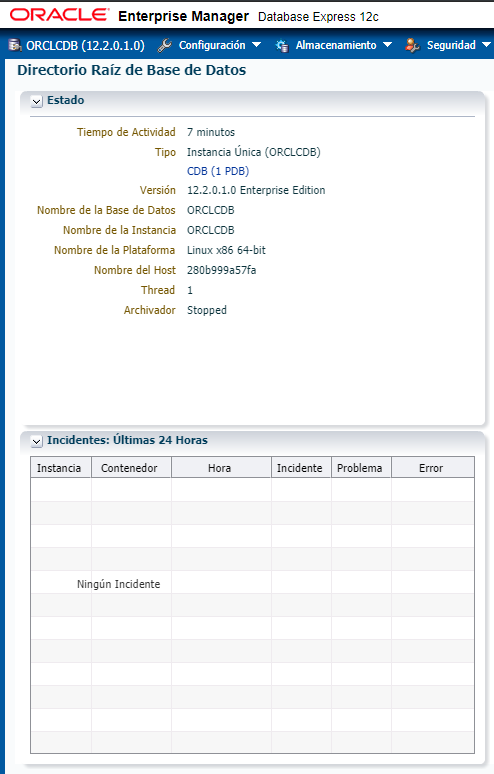 ORACLE Enterprise Manager Database Express 12c
ORCLCDB (12.2.0.1.0) Configuración Almacenamiento Seguridad
Directorio Raíz de Base de Datos
Estado
Tiempo de Actividad 7 minutos
Tipo Instancia Única (ORCLCDB)
CDB (1 PDB)
Versión 12.2.0.1.0 Enterprise Edition
Nombre de la Base de Datos ORCLCDB
Nombre de la Instancia ORCLCDB
Nombre de la Plataforma Linux x86 64-bit
Nombre del Host 280b999a57fa
Thread 1
Archivador Stopped
Incidentes: Últimas 24 Horas
Instancia Contenedor Hora Incidente Problema Error
Ningún Incidente